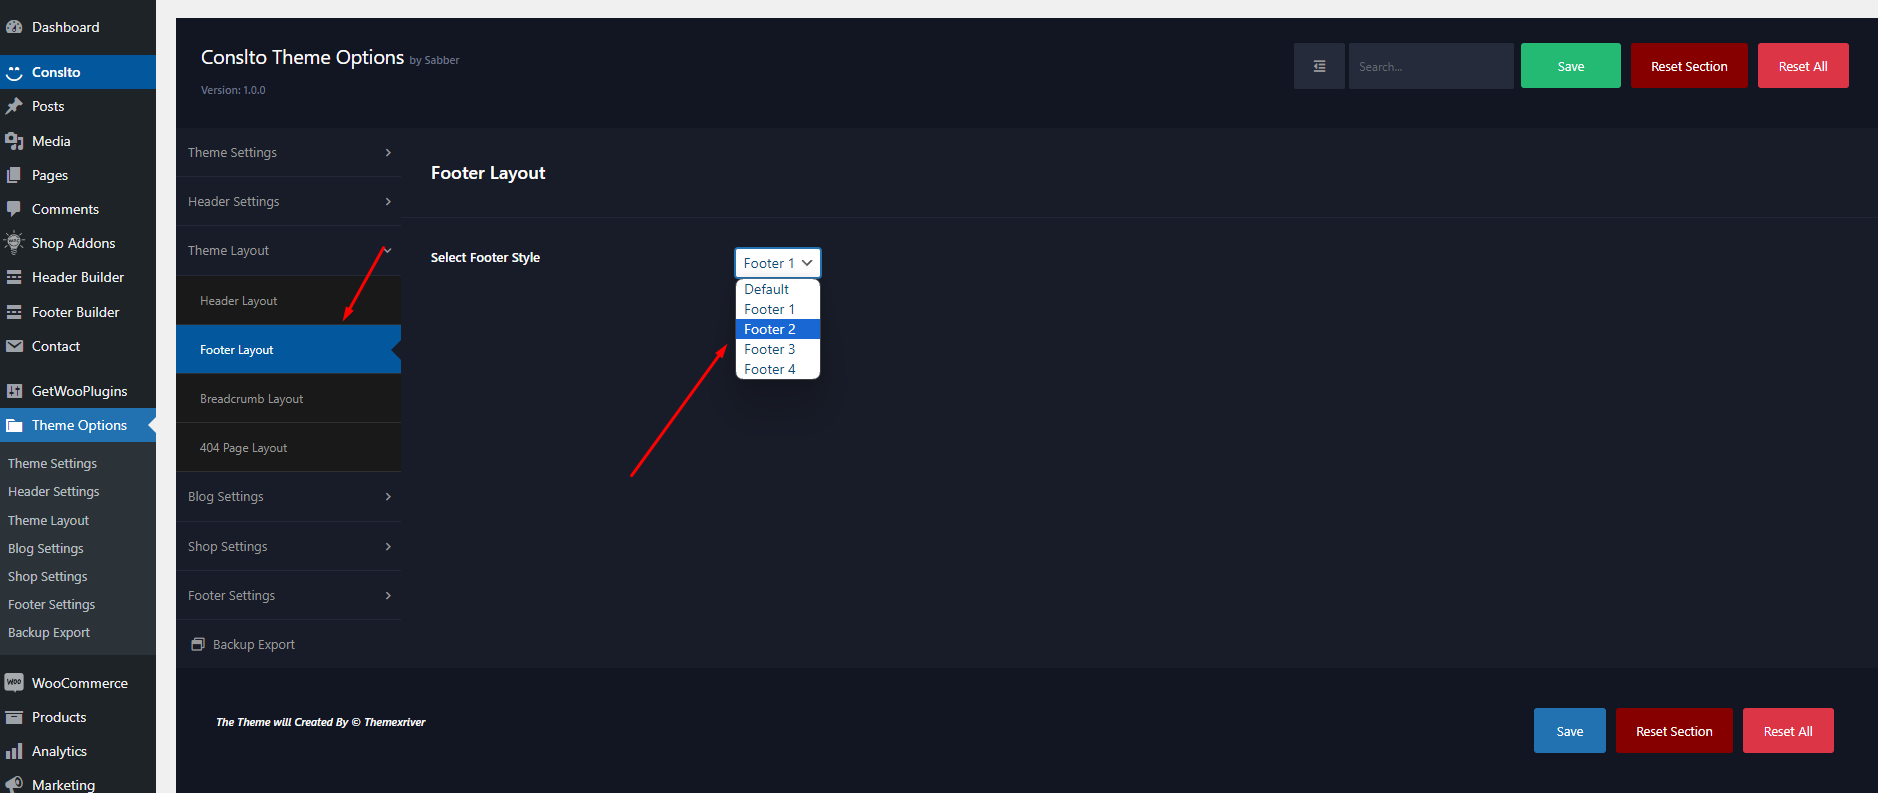 Dashboard
Conslto
Posts
Media
Pages
Comments
Shop Addons
Header Builder
Footer Builder
Contact
GetWooPlugins
Theme Options
Theme Settings
Header Settings
Theme Layout
Blog Settings
Shop Settings
Footer Settings
Backup Export
WooCommerce
Products
Analytics
Marketing
Conslto Theme Options by Sabber
Version: 1.0.0
Search...
Save
Reset Section
Reset All
Theme Settings
Header Settings
Theme Layout
Header Layout
Footer Layout
Breadcrumb Layout
404 Page Layout
Blog Settings
Shop Settings
Footer Settings
Backup Export
Footer Layout
Select Footer Style
Footer 1
Default
Footer 1
Footer 2
Footer 3
Footer 4
The Theme will Created By © Themexriver
Save
Reset Section
Reset All